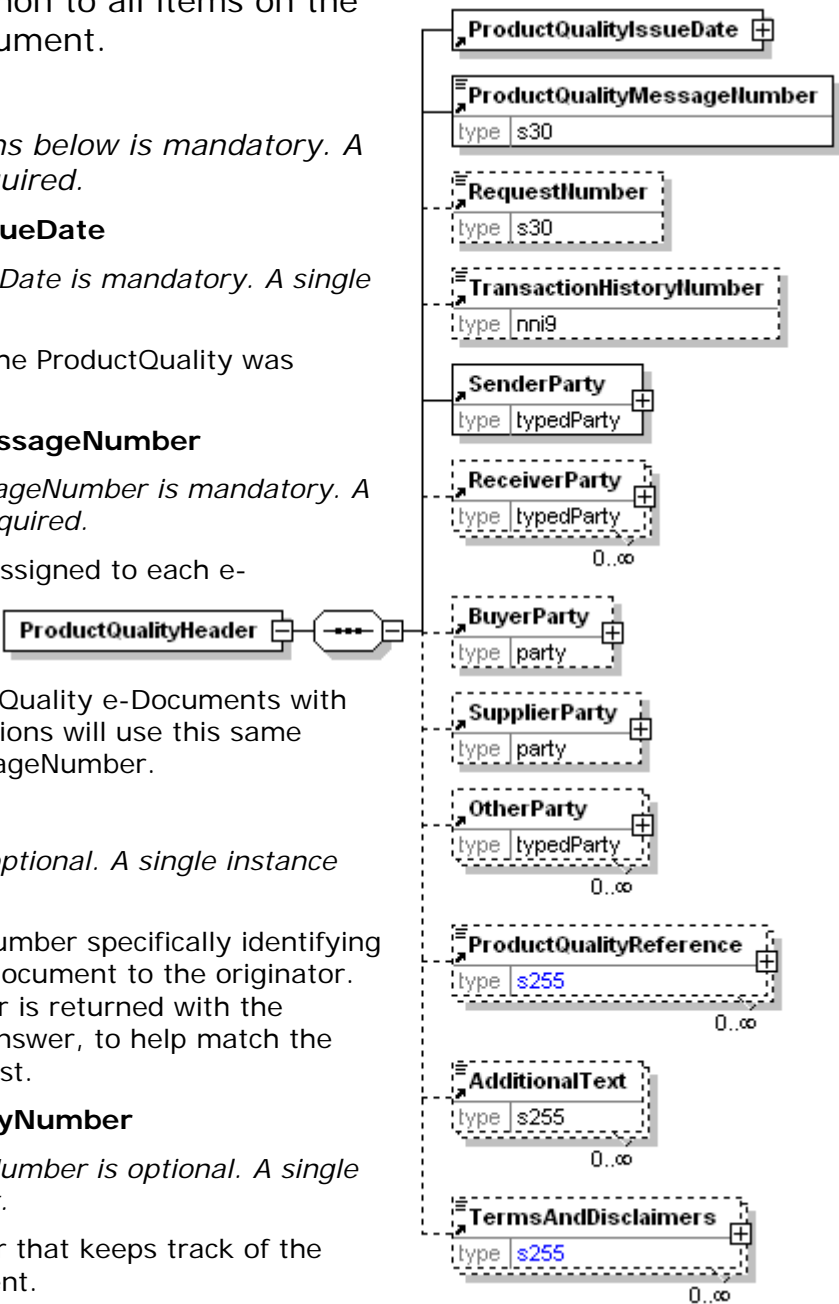 ion to all items on the
ument.
ns below is mandatory. A
quired.
sueDate
Date is mandatory. A single
he ProductQuality was
essageNumber
ageNumber is mandatory. A
quired.
ssigned to each e-
Quality e-Documents with
ions will use this same
ageNumber.
optional. A single instance
umber specifically identifying
ocument to the originator.
r is returned with the
nswer, to help match the
st.
yNumber
Number is optional. A single
t.
r that keeps track of the
ent.
ProductQualityHeader
ProductQualityIssueDate
ProductQualityMessageNumber
type s30
RequestNumber
type s30
TransactionHistoryNumber
type nni9
SenderParty
type typedParty
ReceiverParty
type typedParty
0..∞
BuyerParty
type party
SupplierParty
type party
OtherParty
type typedParty
0..∞
ProductQualityReference
type s255
0..∞
AdditionalText
type s255
0..∞
TermsAndDisclaimers
type s255
0..∞